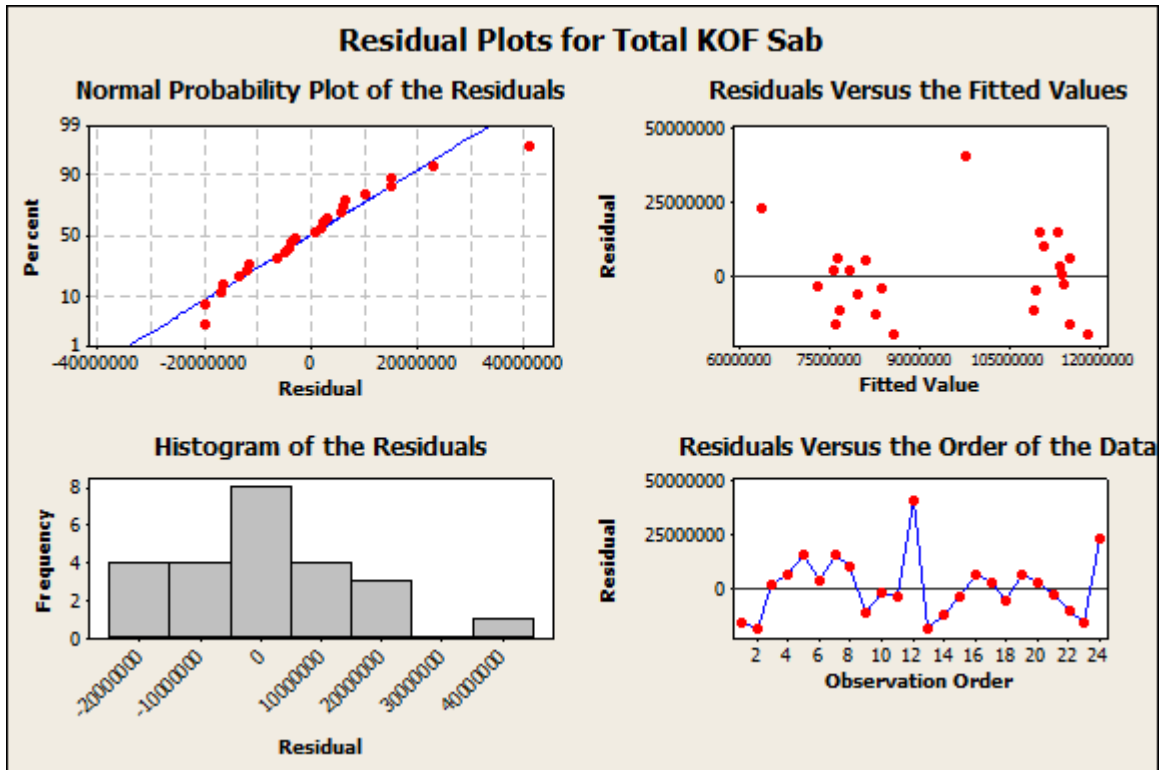 Residual Plots for Total KOF Sab
Normal Probability Plot of the Residuals
99
90
50
10
1
Percent
-40000000 -20000000 0 20000000 40000000
Residual
Residuals Versus the Fitted Values
50000000
25000000
0
Residual
60000000 75000000 90000000 105000000 120000000
Fitted Value
Histogram of the Residuals
8
6
4
2
0
Frequency
-20000000 -10000000 0 10000000 20000000 30000000 40000000
Residual
Residuals Versus the Order of the Data
50000000
25000000
0
Residual
2 4 6 8 10 12 14 16 18 20 22 24
Observation Order